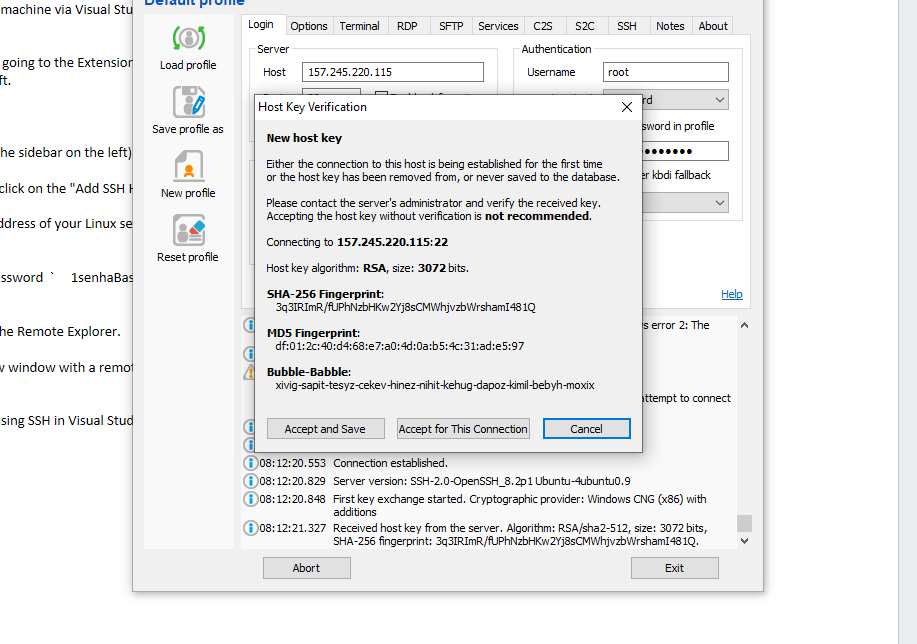 machine via Visual Stu
going to the Extension
ft.
he sidebar on the left)
click on the "Add SSH H
ddress of your Linux se
ssword ` 1senhaBas
he Remote Explorer.
w window with a remot
using SSH in Visual Stud
Default profile
Load profile
Save profile as
New profile
Reset profile
Login Options Terminal RDP SFTP Services C2S S2C SSH Notes About
Server
Host 157.245.220.115
Authentication
Username root
rd
sword in profile
er kbdi fallback
Help
Host Key Verification
New host key
Either the connection to this host is being established for the first time
or the host key has been removed from, or never saved to the database.
Please contact the server's administrator and verify the received key.
Accepting the host key without verification is not recommended.
Connecting to 157.245.220.115:22
Host key algorithm: RSA, size: 3072 bits.
SHA-256 Fingerprint:
3q3IRImR/fUPhNzbHKw2Yj8sCMWhjvzbWrshamI481Q
MD5 Fingerprint:
df:01:2c:40:d4:68:e7:a0:4d:0a:b5:4c:31:ad:e5:97
Bubble-Babble:
xivig-sapit-tesyz-cekev-hinez-nihit-kehug-dapoz-kimil-bebyh-moxix
Accept and Save Accept for This Connection Cancel
s error 2: The
attempt to connect
08:12:20.553 Connection established.
08:12:20.829 Server version: SSH-2.0-OpenSSH_8.2p1 Ubuntu-4ubuntu0.9
08:12:20.848 First key exchange started. Cryptographic provider: Windows CNG (x86) with
additions
08:12:21.327 Received host key from the server. Algorithm: RSA/sha2-512, size: 3072 bits,
SHA-256 fingerprint: 3q3IRImR/fUPhNzbHKw2Yj8sCMWhjvzbWrshamI481Q.
Abort Exit